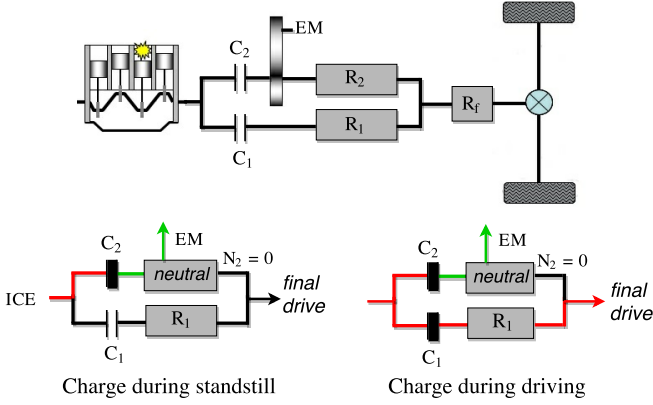 EM
C2
R2
Rf
R1
C1
C2
EM
N2 = 0
neutral
final
drive
ICE
R1
C1
Charge during standstill
C2
EM
N2 = 0
neutral
final
drive
R1
C1
Charge during driving